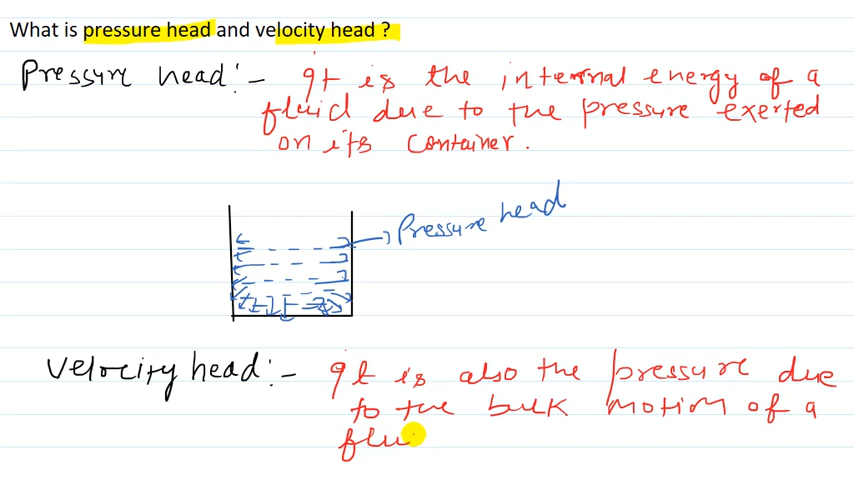 What is pressure head and velocity head ?
Pressure head:- It is the internal energy of a
fluid due to the pressure exerted
on its container.
Pressure head
Velocity head:- It is also the pressure due
to the bulk motion of a
flu